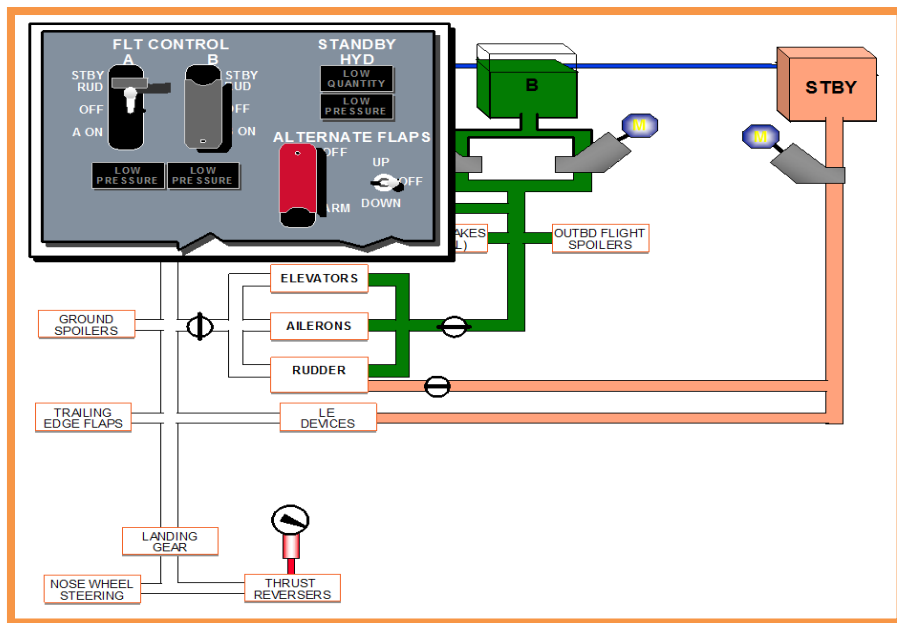 FLT CONTROL
A B
STANDBY
HYD
STBY
RUD
OFF
A ON
STBY
RUD
OFF
ON
LOW
QUANTITY
LOW
PRESSURE
LOW
PRESSURE
LOW
PRESSURE
ALTERNATE FLAPS
OFF
ARM
UP
OFF
DOWN
B
STBY
M
M
AKES
L)
OUTBD FLIGHT
SPOILERS
ELEVATORS
GROUND
SPOILERS
AILERONS
RUDDER
TRAILING
EDGE FLAPS
LE
DEVICES
LANDING
GEAR
NOSE WHEEL
STEERING
THRUST
REVERSERS